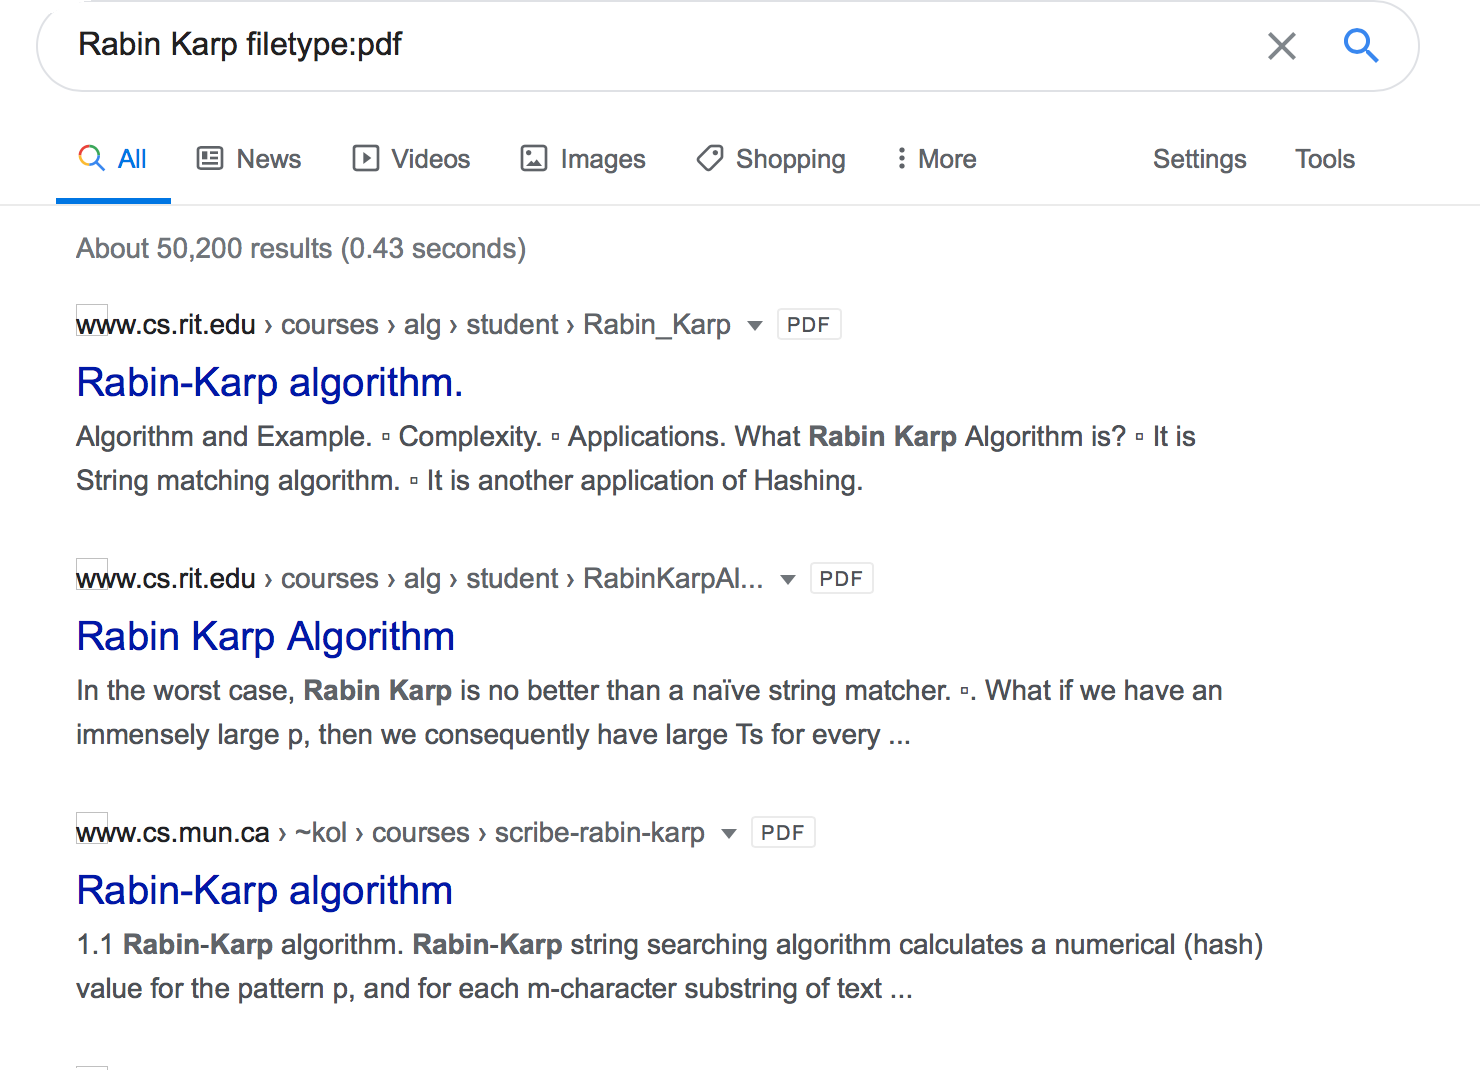 Rabin Karp filetype:pdf
All News Videos Images Shopping More Settings Tools
About 50,200 results (0.43 seconds)
www.cs.rit.edu › courses › alg › student › Rabin_Karp PDF
Rabin-Karp algorithm.
Algorithm and Example. ▫ Complexity. ▫ Applications. What Rabin Karp Algorithm is? ▫ It is
String matching algorithm. ▫ It is another application of Hashing.
www.cs.rit.edu › courses › alg › student › RabinKarpAl... PDF
Rabin Karp Algorithm
In the worst case, Rabin Karp is no better than a naïve string matcher. ▫. What if we have an
immensely large p, then we consequently have large Ts for every ...
www.cs.mun.ca › ~kol › courses › scribe-rabin-karp PDF
Rabin-Karp algorithm
1.1 Rabin-Karp algorithm. Rabin-Karp string searching algorithm calculates a numerical (hash)
value for the pattern p, and for each m-character substring of text ...